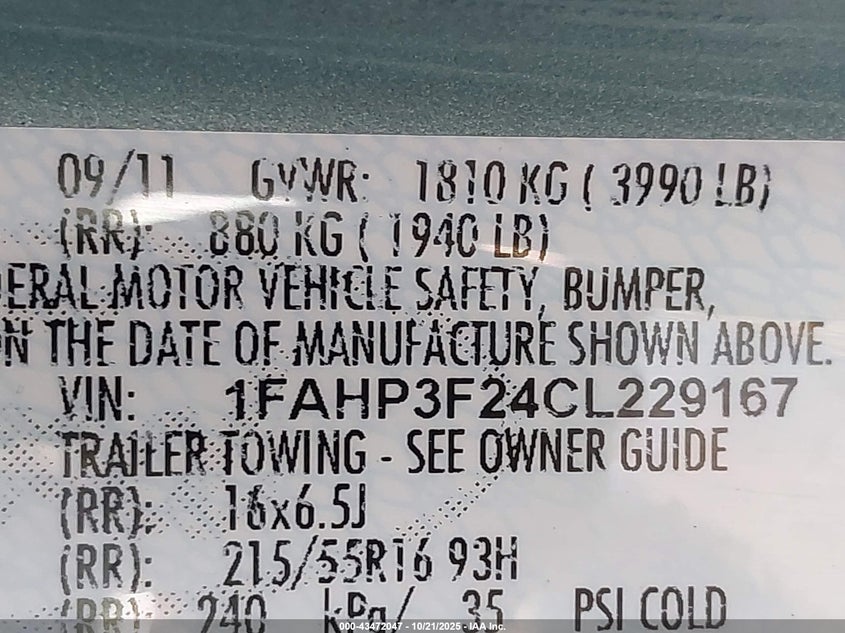 09/11 GVWR: 1810 KG ( 3990 LB)
(RR): 880 KG ( 1940 LB)
ERAL MOTOR VEHICLE SAFETY, BUMPER,
N THE DATE OF MANUFACTURE SHOWN ABOVE.
VIN: 1FAHP3F24CL229167
TRAILER TOWING - SEE OWNER GUIDE
(RR): 16x6.5J
(RR): 215/55R16 93H
(RR): 240 kPa/ 35 PSI COLD
000-43472047 - 10/21/2025 - IAA Inc.